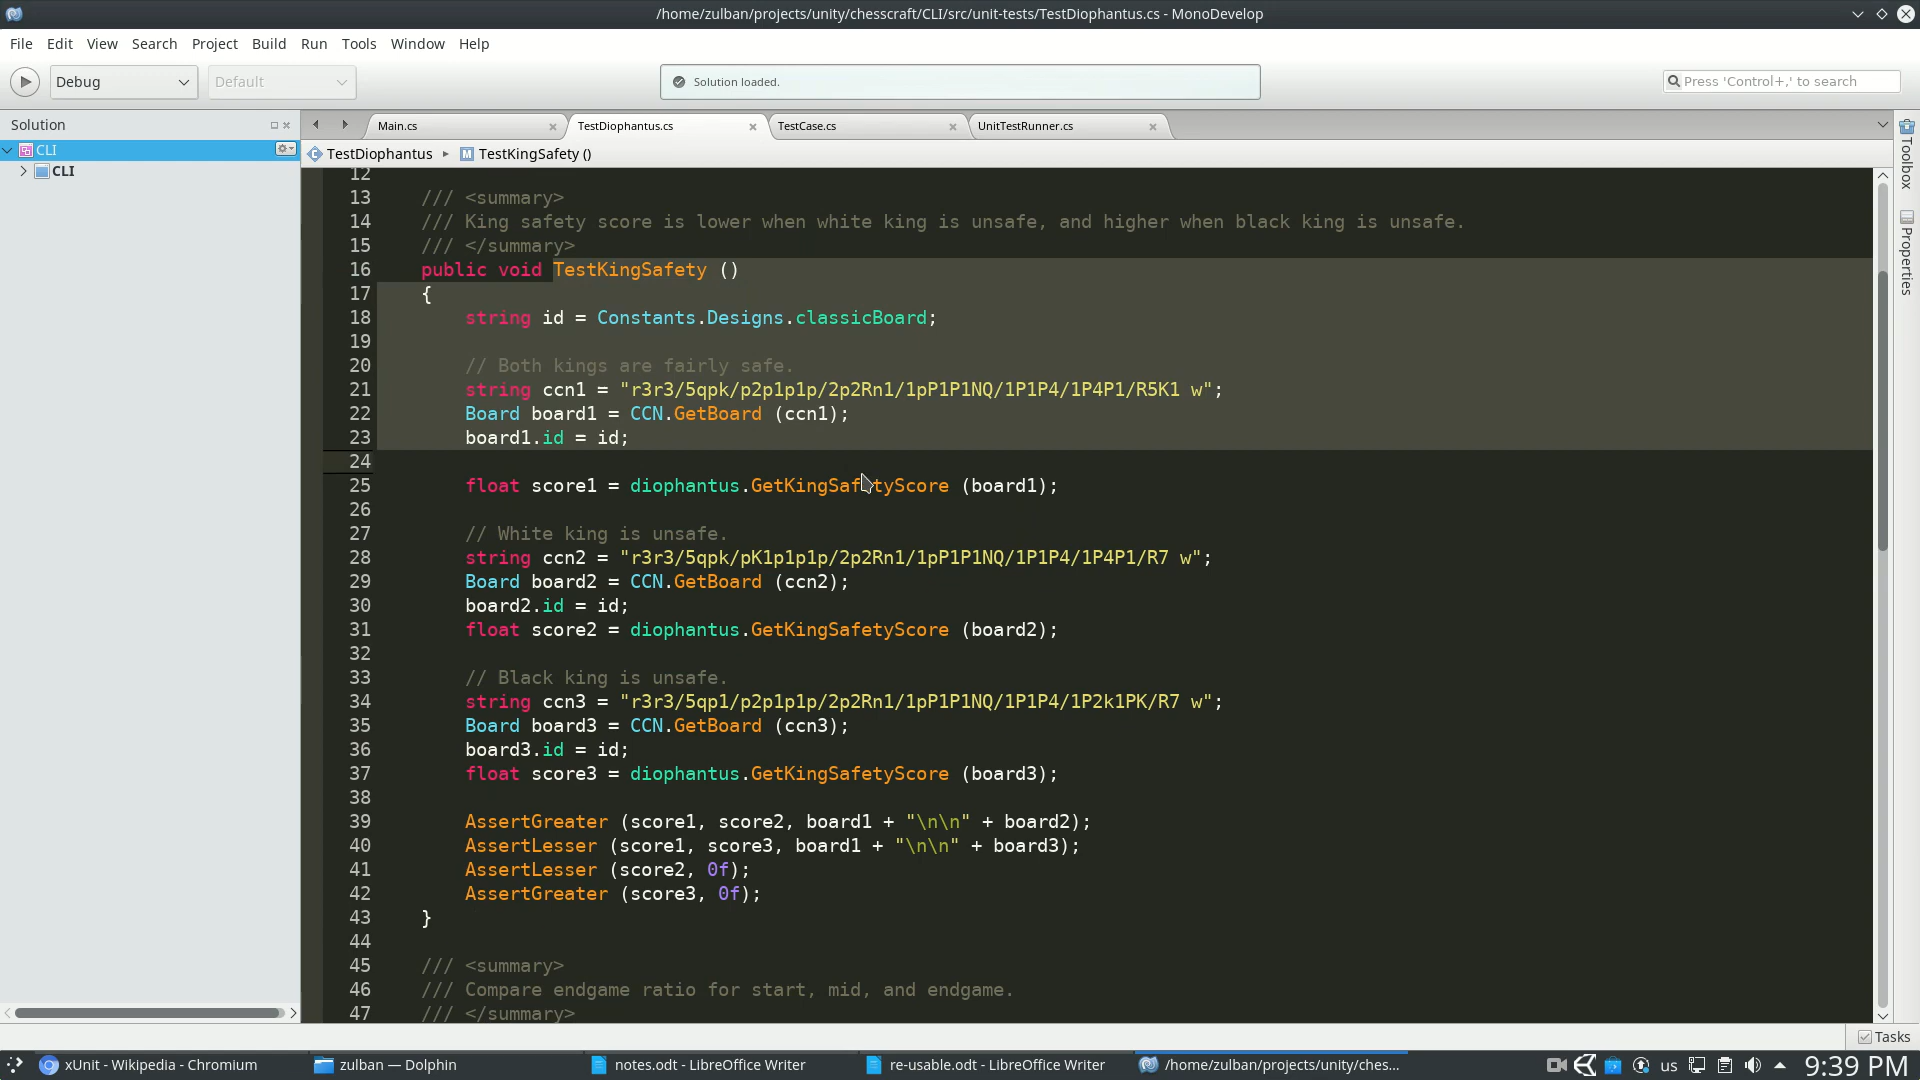 /home/zulban/projects/unity/chesscraft/CLI/src/unit-tests/TestDiophantus.cs - MonoDevelop
File Edit View Search Project Build Run Tools Window Help
Debug Default Solution loaded. Press 'Control+,' to search
Solution Main.cs TestDiophantus.cs TestCase.cs UnitTestRunner.cs
CLI TestDiophantus TestKingSafety ()
CLI
Toolbox
Properties
12
13 /// <summary>
14 /// King safety score is lower when white king is unsafe, and higher when black king is unsafe.
15 /// </summary>
16 public void TestKingSafety ()
17 {
18 string id = Constants.Designs.classicBoard;
19
20 // Both kings are fairly safe.
21 string ccn1 = "r3r3/5qpk/p2p1p1p/2p2Rn1/1pP1P1NQ/1P1P4/1P4P1/R5K1 w";
22 Board board1 = CCN.GetBoard (ccn1);
23 board1.id = id;
24
25 float score1 = diophantus.GetKingSafetyScore (board1);
26
27 // White king is unsafe.
28 string ccn2 = "r3r3/5qpk/pK1p1p1p/2p2Rn1/1pP1P1NQ/1P1P4/1P4P1/R7 w";
29 Board board2 = CCN.GetBoard (ccn2);
30 board2.id = id;
31 float score2 = diophantus.GetKingSafetyScore (board2);
32
33 // Black king is unsafe.
34 string ccn3 = "r3r3/5qp1/p2p1p1p/2p2Rn1/1pP1P1NQ/1P1P4/1P2k1PK/R7 w";
35 Board board3 = CCN.GetBoard (ccn3);
36 board3.id = id;
37 float score3 = diophantus.GetKingSafetyScore (board3);
38
39 AssertGreater (score1, score2, board1 + "\n\n" + board2);
40 AssertLesser (score1, score3, board1 + "\n\n" + board3);
41 AssertLesser (score2, 0f);
42 AssertGreater (score3, 0f);
43 }
44
45 /// <summary>
46 /// Compare endgame ratio for start, mid, and endgame.
47 /// </summary>
Tasks
xUnit - Wikipedia - Chromium zulban — Dolphin notes.odt - LibreOffice Writer re-usable.odt - LibreOffice Writer /home/zulban/projects/unity/ches... us 9:39 PM